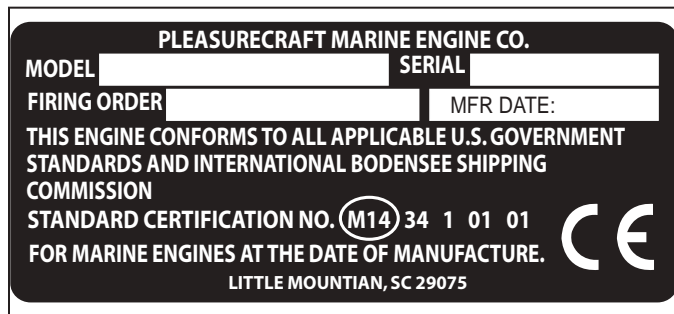 PLEASURECRAFT MARINE ENGINE CO.
MODEL SERIAL
FIRING ORDER MFR DATE:
THIS ENGINE CONFORMS TO ALL APPLICABLE U.S. GOVERNMENT
STANDARDS AND INTERNATIONAL BODENSEE SHIPPING
COMMISSION
STANDARD CERTIFICATION NO. M14 34 1 01 01
FOR MARINE ENGINES AT THE DATE OF MANUFACTURE.
LITTLE MOUNTIAN, SC 29075
CE